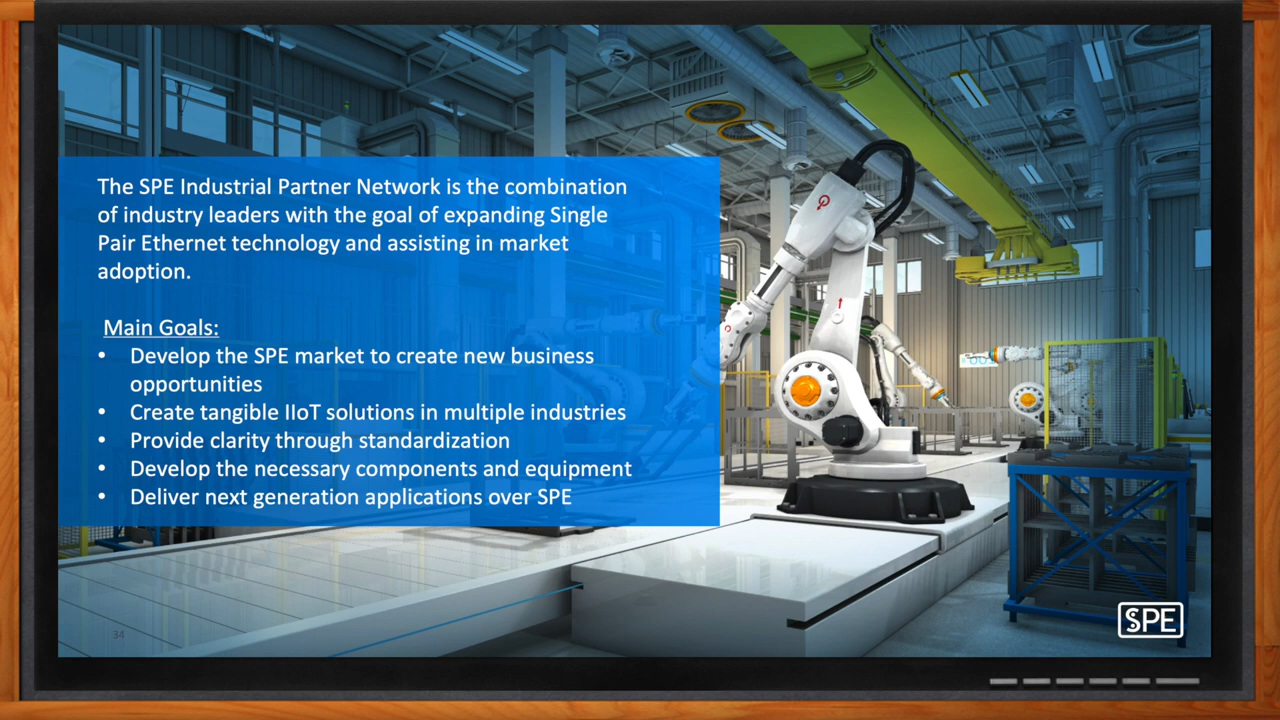 The SPE Industrial Partner Network is the combination
of industry leaders with the goal of expanding Single
Pair Ethernet technology and assisting in market
adoption.
Main Goals:
• Develop the SPE market to create new business
opportunities
• Create tangible IIoT solutions in multiple industries
• Provide clarity through standardization
• Develop the necessary components and equipment
• Deliver next generation applications over SPE
34
SPE